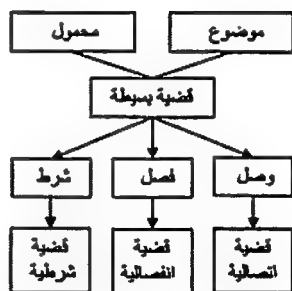 موضوع
محمول
قضية بسيطة
وصل
فصل
شرط
قضية
اتصالية
قضية
انفصالية
قضية
شرطية